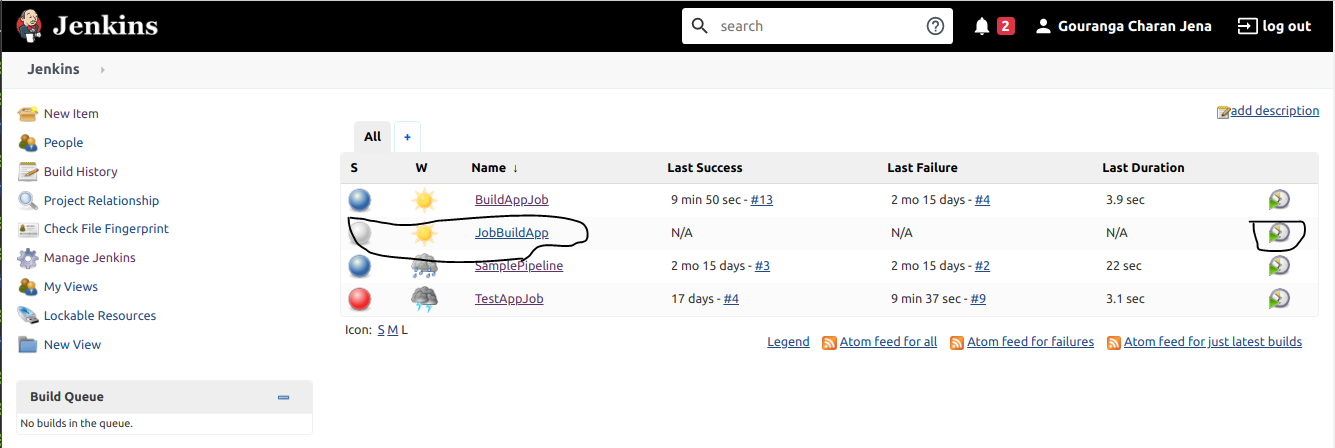 Jenkins
search
2
Gouranga Charan Jena
log out
Jenkins
New Item
People
Build History
Project Relationship
Check File Fingerprint
Manage Jenkins
My Views
Lockable Resources
New View
Build Queue
No builds in the queue.
add description
All +
S W Name ↓ Last Success Last Failure Last Duration
BuildAppJob 9 min 50 sec - #13 2 mo 15 days - #4 3.9 sec
JobBuildApp N/A N/A N/A
SamplePipeline 2 mo 15 days - #3 2 mo 15 days - #2 22 sec
TestAppJob 17 days - #4 9 min 37 sec - #9 3.1 sec
Icon: S M L
Legend Atom feed for all Atom feed for failures Atom feed for just latest builds